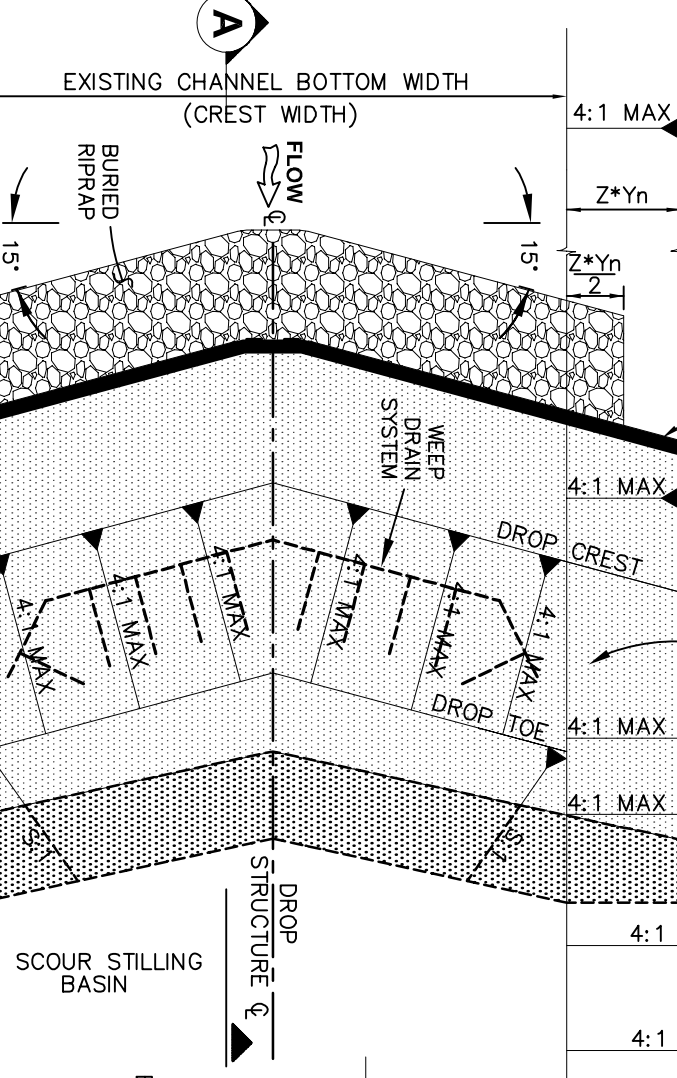 A
EXISTING CHANNEL BOTTOM WIDTH
(CREST WIDTH)
4:1 MAX
FLOW
BURIED
RIPRAP
Z*Yn
15°
15°
Z*Yn
2
℄
WEEP
DRAIN
SYSTEM
4:1 MAX
DROP CREST
4:1 MAX
4:1 MAX
4:1 MAX
4:1 MAX
4:1 MAX
4:1 MAX
DROP TOE
4:1 MAX
4:1 MAX
S:1
S:1
DROP
STRUCTURE ℄
4:1
SCOUR STILLING
BASIN
4:1